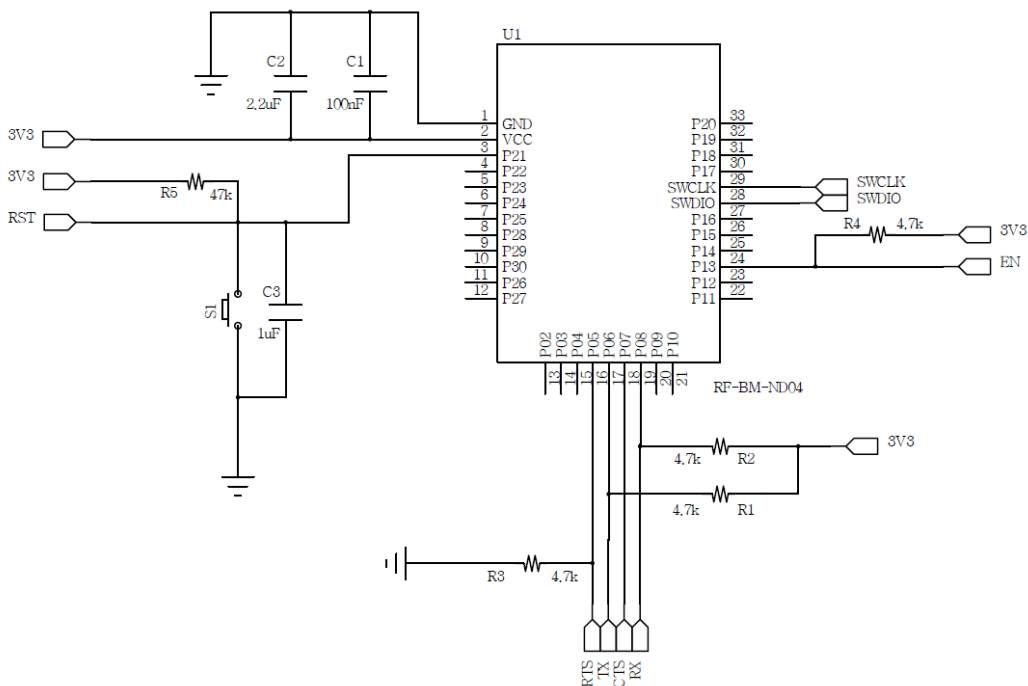 U1
C2
C1
2.2uF
100nF
3V3
3V3
R5
47k
RST
S1
C3
1uF
1 GND
2 VCC
3 P21
4 P22
5 P23
6 P24
7 P25
8 P28
9 P29
10 P30
11 P26
12 P27
P20 33
P19 32
P18 31
P17 30
SWCLK 29
SWDIO 28
P16 27
P15 26
P14 25
P13 24
P12 23
P11 22
SWCLK
SWDIO
R4
4.7k
3V3
EN
P02
P03
P04
P05
P06
P07
P08
P09
P10
13
14
15
16
17
18
19
20
21
RF-BM-ND04
4.7k
R2
3V3
4.7k
R1
R3
4.7k
RTS
TX
CTS
RX